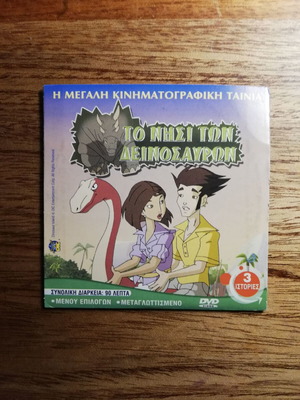 Η ΜΕΓΑΛΗ ΚΙΝΗΜΑΤΟΓΡΑΦΙΚΗ ΤΑΙΝΙΑ
ΤΟ ΝΗΣΙ ΤΩΝ
ΔΕΙΝΟΣΑΥΡΩΝ
3
ΙΣΤΟΡΙΕΣ
ΣΥΝΟΛΙΚΗ ΔΙΑΡΚΕΙΑ: 90 ΛΕΠΤΑ
• ΜΕΝΟΥ ΕΠΙΛΟΓΩΝ • ΜΕΤΑΓΛΩΤΤΙΣΜΕΝΟ
DVD